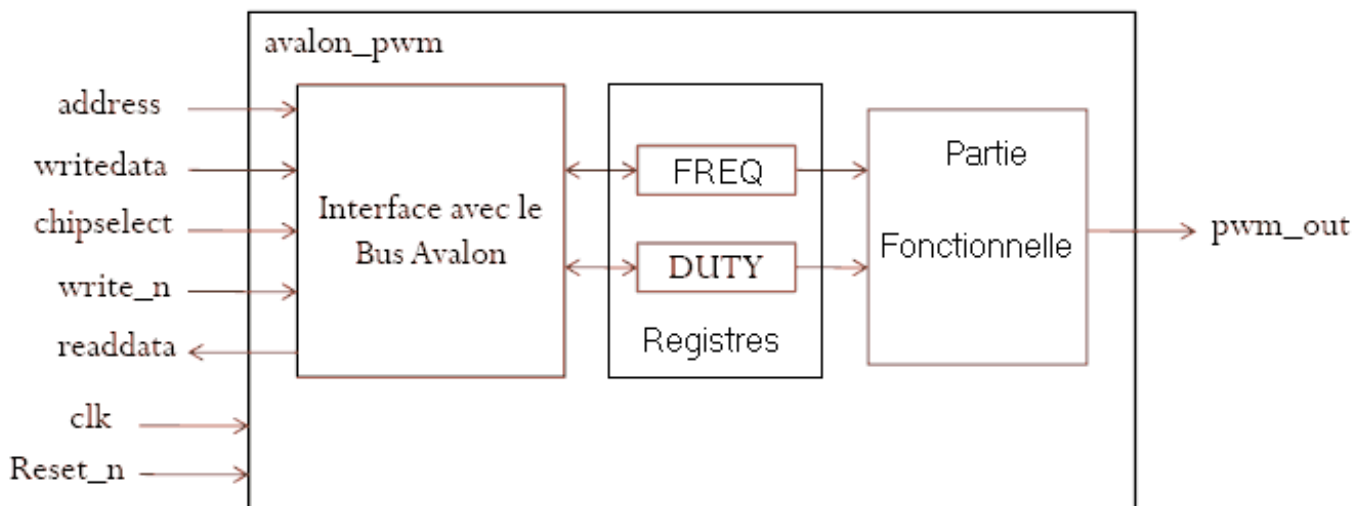 avalon_pwm
address
writedata
chipselect
write_n
readdata
clk
Reset_n
Interface avec le
Bus Avalon
FREQ
DUTY
Registres
Partie
Fonctionnelle
pwm_out